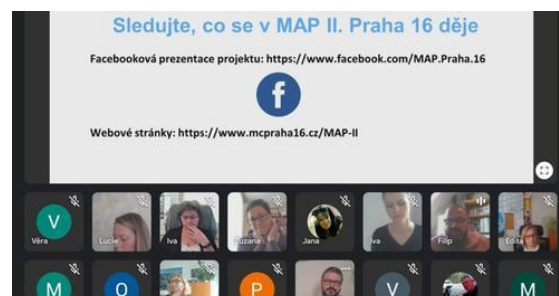 Sledujte, co se v MAP II. Praha 16 děje
Facebooková prezentace projektu: https://www.facebook.com/MAP.Praha.16
f
Webové stránky: https://www.mcpraha16.cz/MAP-II
V
Věra
Lucie
Iva
Zuzana
Jana
Iva
Filip
Edita
M
O
P
V
M